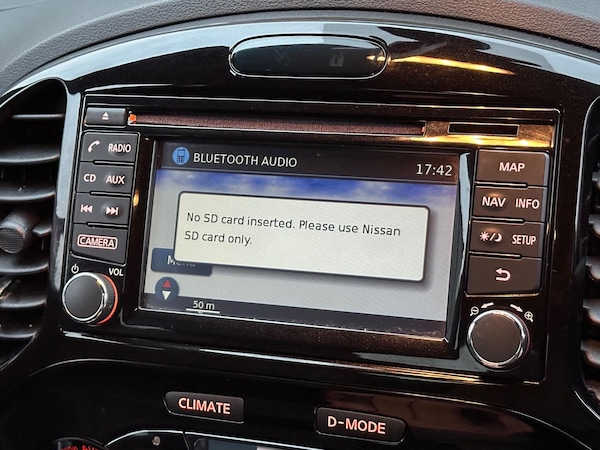 BLUETOOTH AUDIO 17:42
No SD card inserted. Please use Nissan
SD card only.
Menu
50 m
RADIO
CD AUX
CAMERA
VOL
MAP
NAV INFO
SETUP
CLIMATE
D-MODE